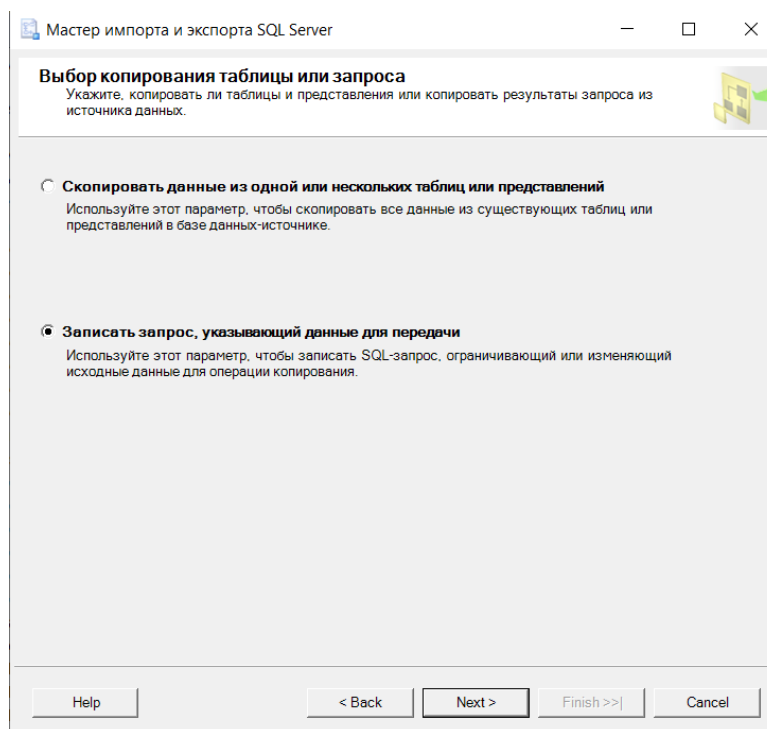 Мастер импорта и экспорта SQL Server
Выбор копирования таблицы или запроса
Укажите, копировать ли таблицы и представления или копировать результаты запроса из
источника данных.
Скопировать данные из одной или нескольких таблиц или представлений
Используйте этот параметр, чтобы скопировать все данные из существующих таблиц или
представлений в базе данных-источнике.
Записать запрос, указывающий данные для передачи
Используйте этот параметр, чтобы записать SQL-запрос, ограничивающий или изменяющий
исходные данные для операции копирования.
Help < Back Next > Finish >>| Cancel